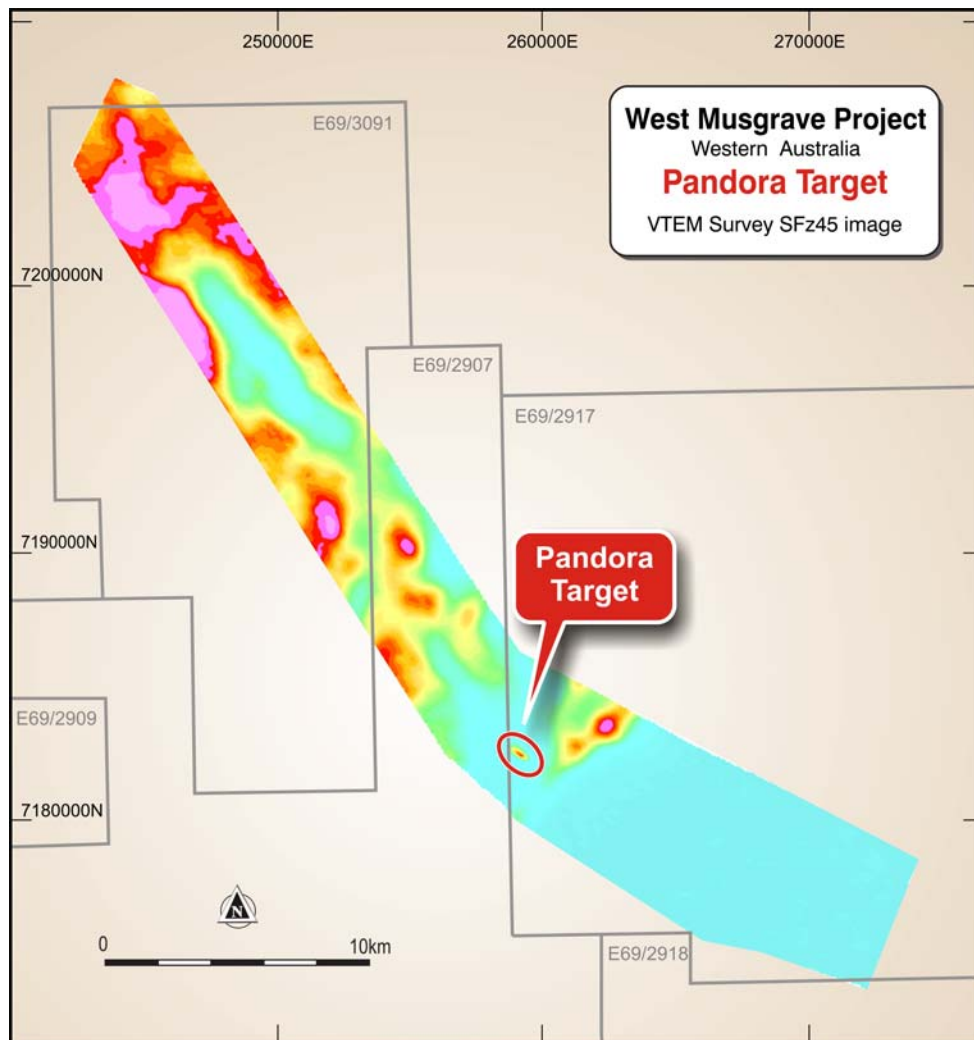 250000E
260000E
270000E
West Musgrave Project
Western Australia
Pandora Target
VTEM Survey SFz45 image
E69/3091
7200000N
E69/2907
E69/2917
7190000N
Pandora
Target
E69/2909
7180000N
N
0
10km
E69/2918